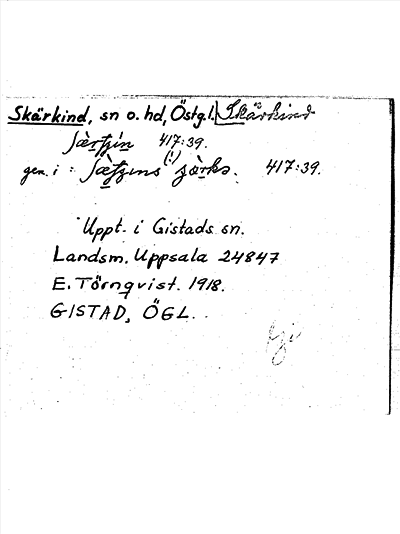 Skärkind, sn o. hd, Östg.l. Skärkind
417:39.
gen. i : (!) 417:39.
Uppt. i Gistads sn.
Landsm. Uppsala 24847
E. Törnqvist. 1918.
GISTAD, ÖGL.